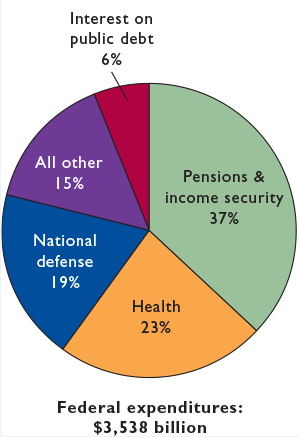 Interest on
public debt
6%
All other
15%
Pensions &
income security
37%
National
defense
19%
Health
23%
Federal expenditures:
$3,538 billion